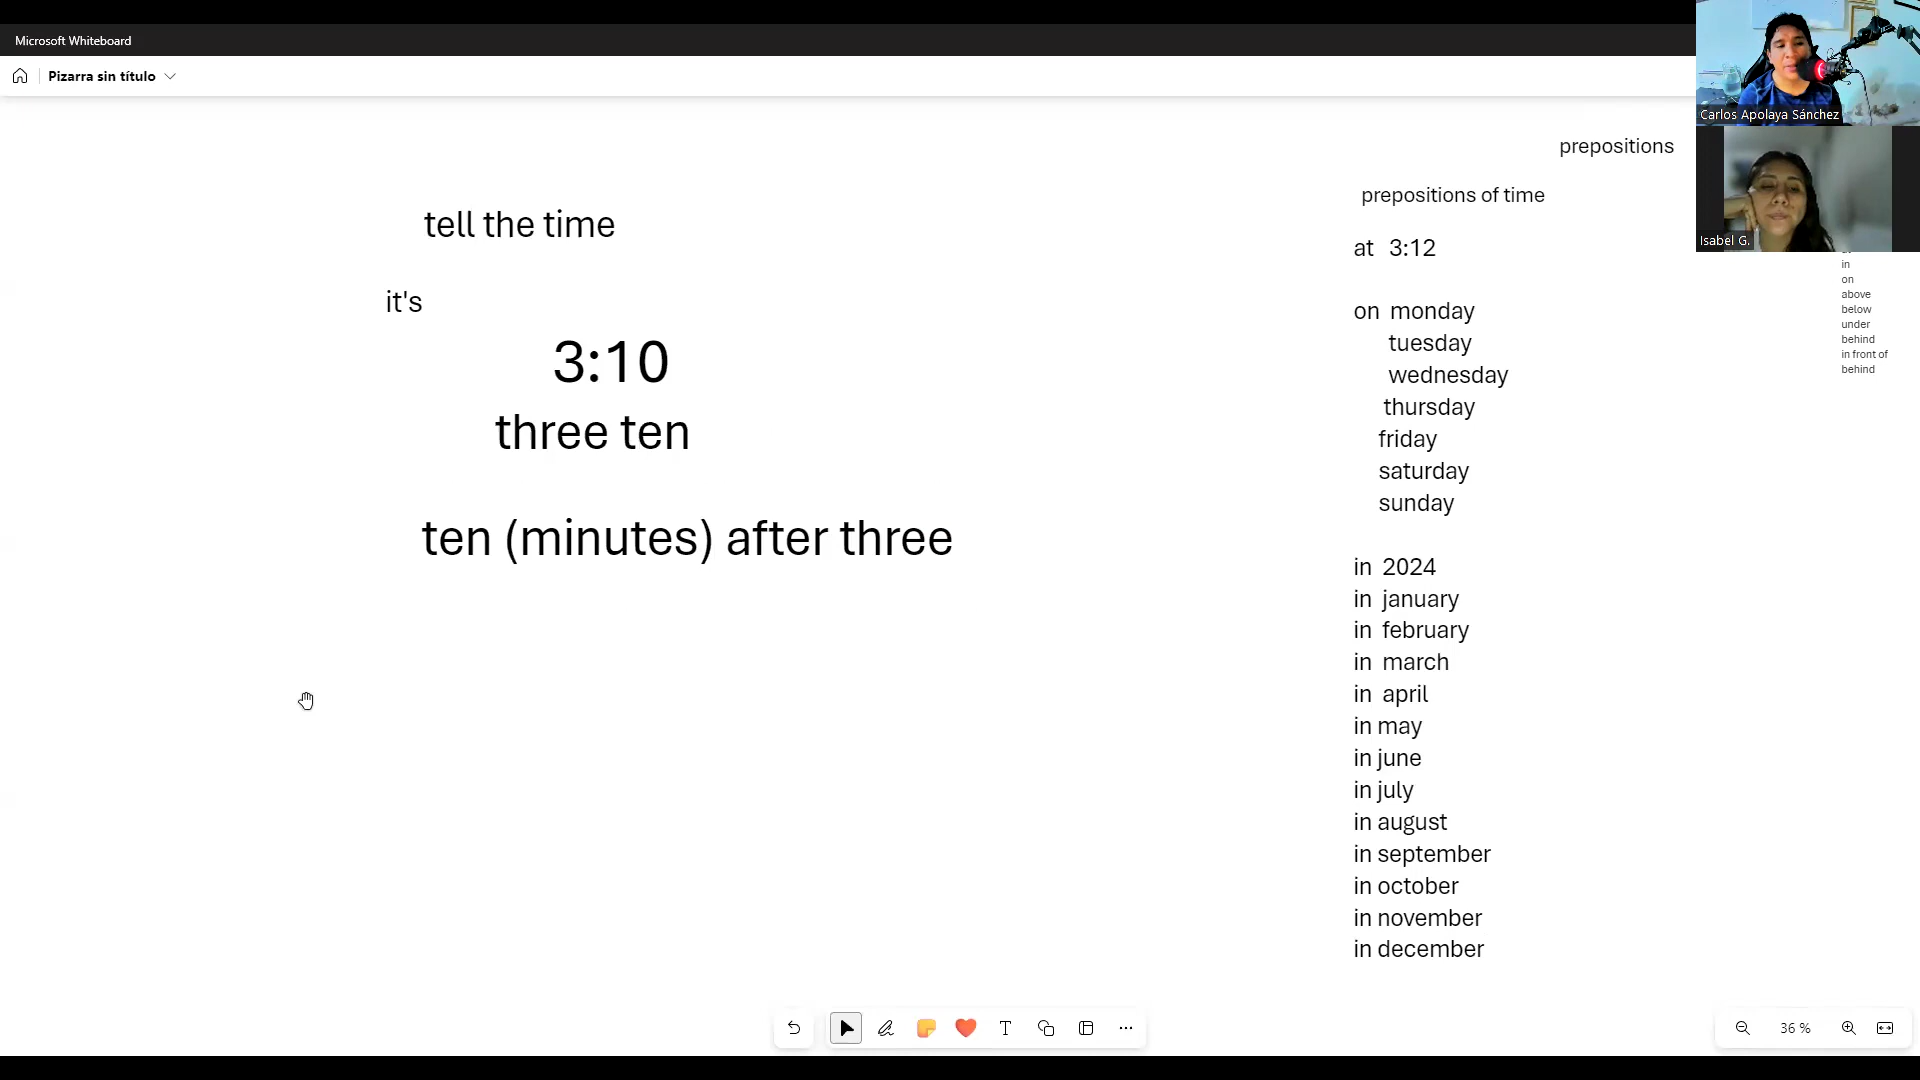 Microsoft Whiteboard
Pizarra sin título
tell the time
it's
3:10
three ten
ten (minutes) after three
prepositions
prepositions of time
at 3:12
on monday
tuesday
wednesday
thursday
friday
saturday
sunday
in 2024
in january
in february
in march
in april
in may
in june
in july
in august
in september
in october
in november
in december
Carlos Apolaya Sánchez
Isabel G.
in
on
above
below
under
behind
in front of
behind
36 %